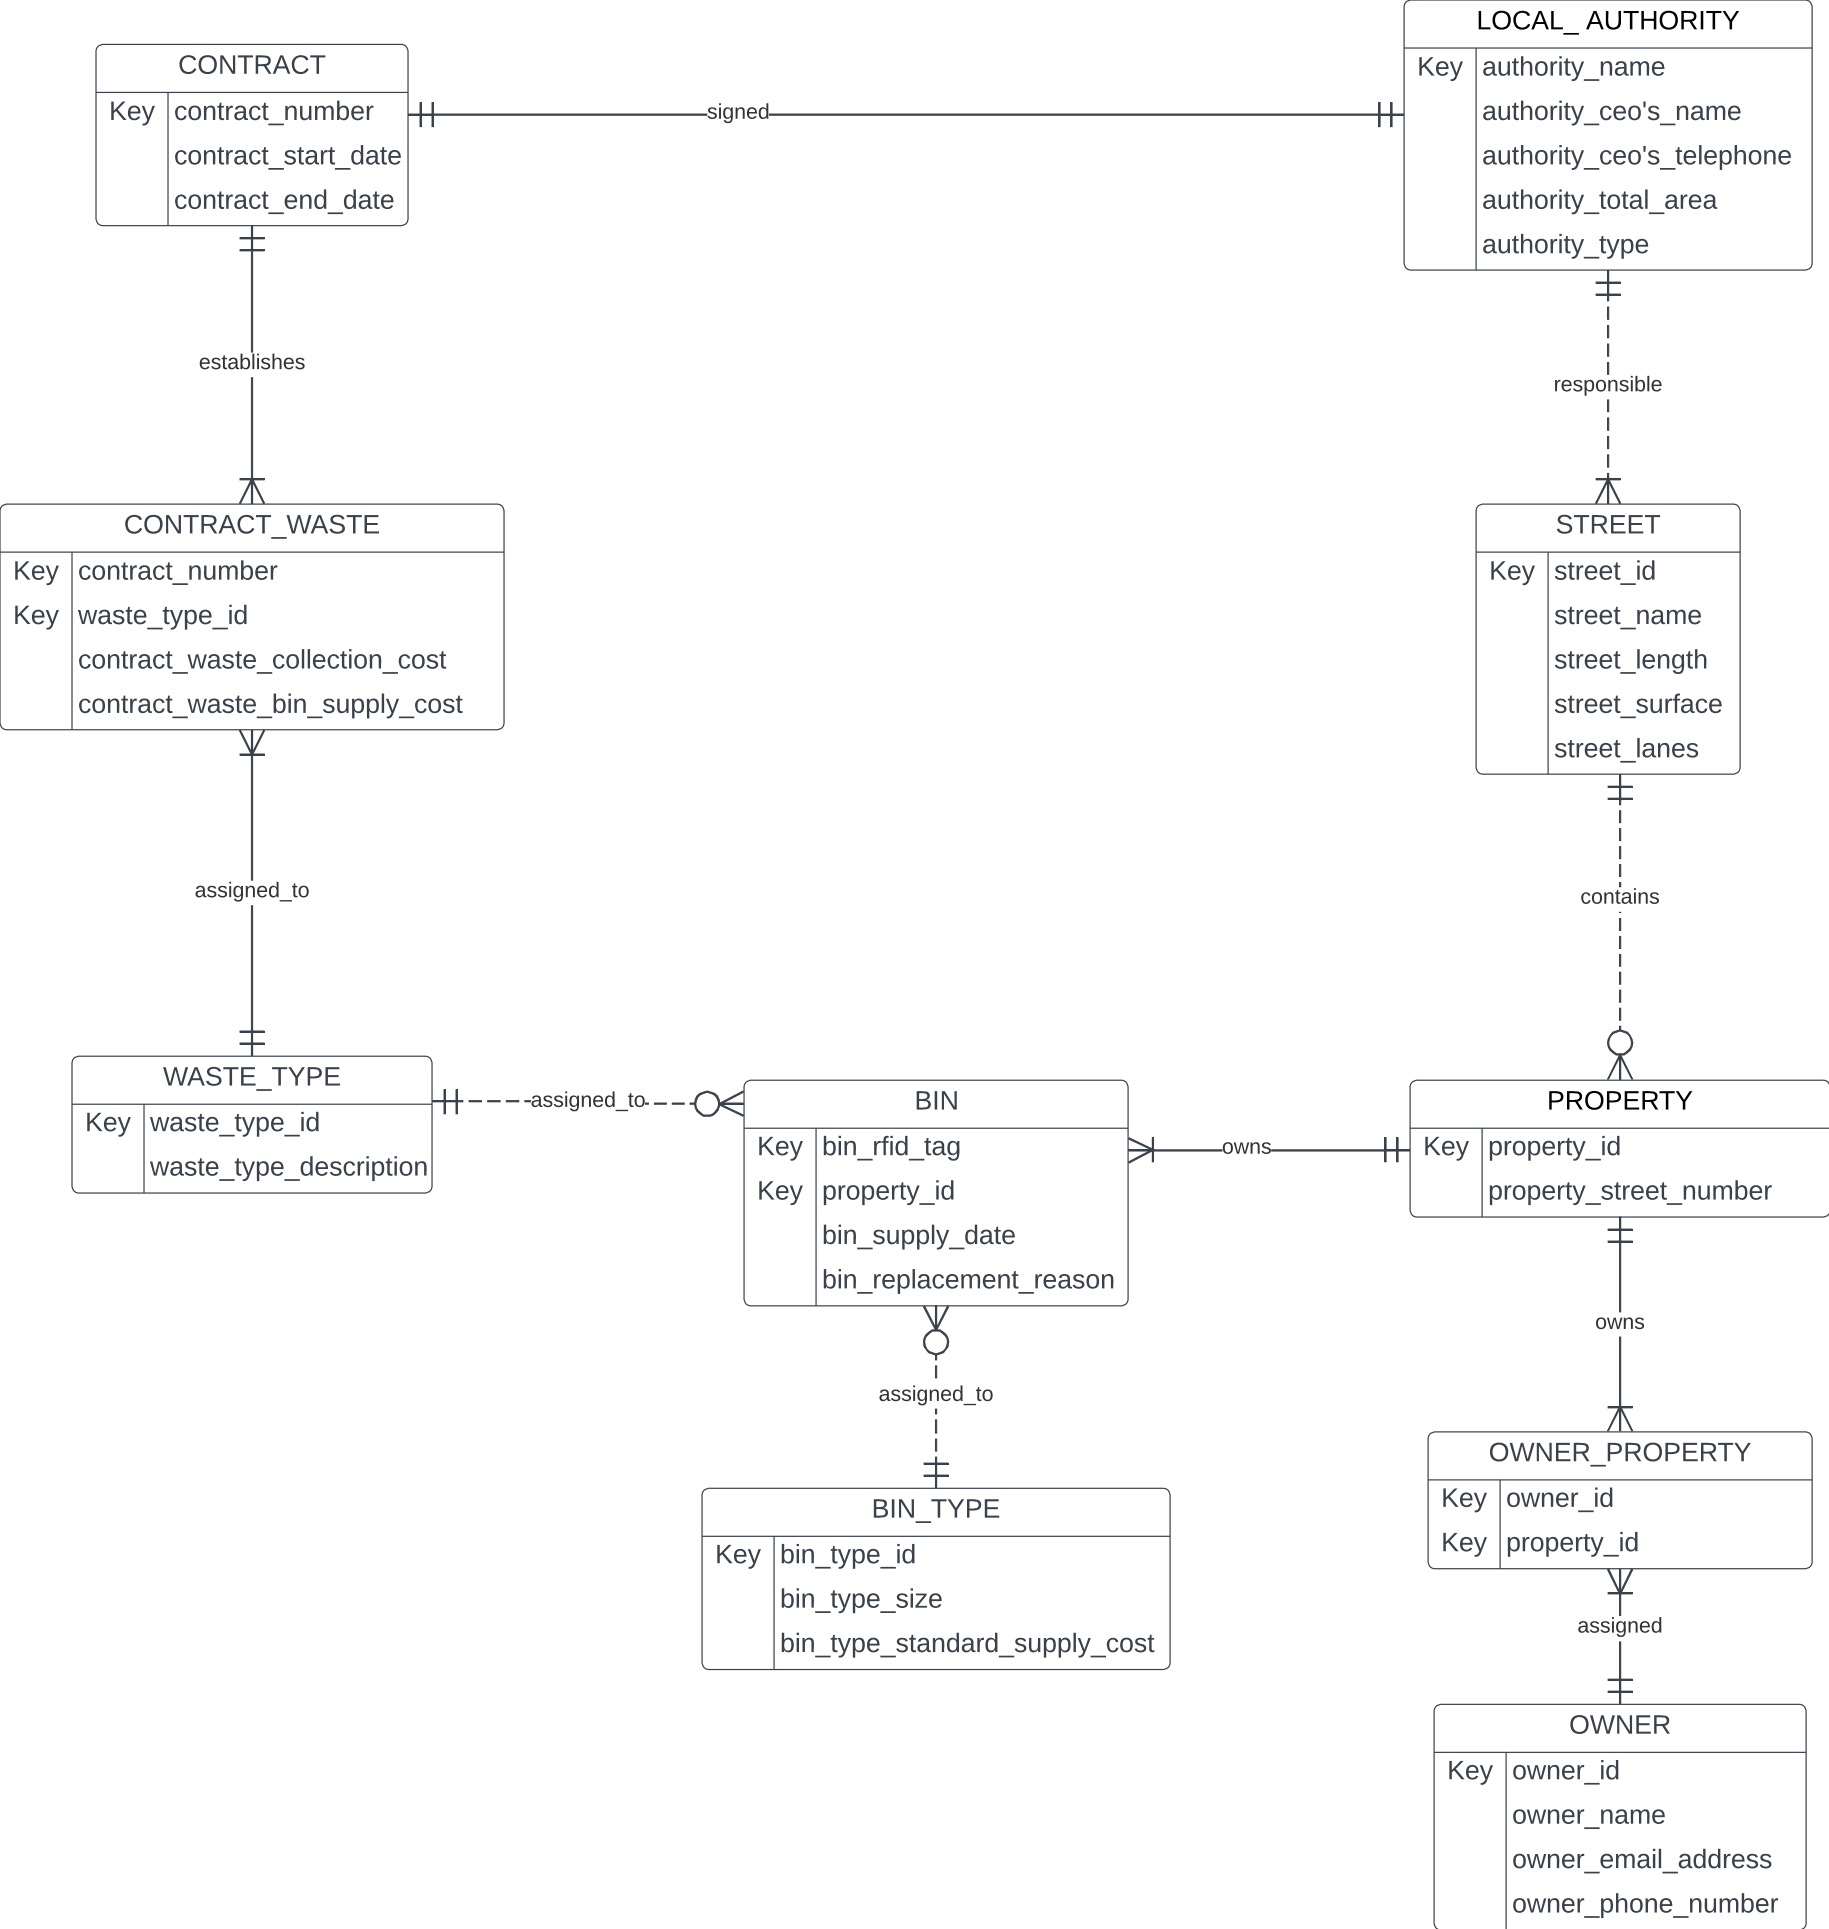 LOCAL_ AUTHORITY
Key authority_name
authority_ceo's_name
authority_ceo's_telephone
authority_total_area
authority_type
CONTRACT
Key contract_number
contract_start_date
contract_end_date
signed
establishes
responsible
CONTRACT_WASTE
Key contract_number
Key waste_type_id
contract_waste_collection_cost
contract_waste_bin_supply_cost
STREET
Key street_id
street_name
street_length
street_surface
street_lanes
assigned_to
contains
WASTE_TYPE
Key waste_type_id
waste_type_description
assigned_to
BIN
Key bin_rfid_tag
Key property_id
bin_supply_date
bin_replacement_reason
owns
PROPERTY
Key property_id
property_street_number
owns
assigned_to
BIN_TYPE
Key bin_type_id
bin_type_size
bin_type_standard_supply_cost
OWNER_PROPERTY
Key owner_id
Key property_id
assigned
OWNER
Key owner_id
owner_name
owner_email_address
owner_phone_number